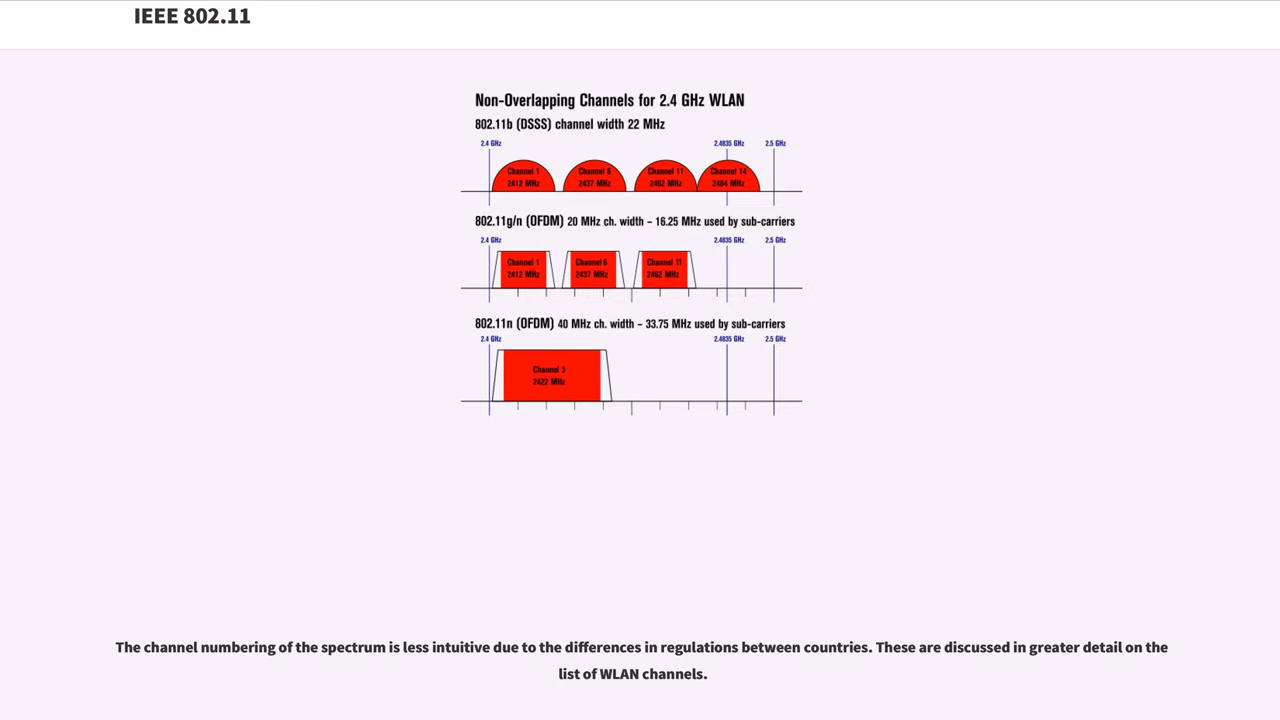 IEEE 802.11
Non-Overlapping Channels for 2.4 GHz WLAN
802.11b (DSSS) channel width 22 MHz
2.4 GHz 2.4835 GHz 2.5 GHz
Channel 1 Channel 6 Channel 11 Channel 14
2412 MHz 2437 MHz 2462 MHz 2484 MHz
802.11g/n (OFDM) 20 MHz ch. width – 16.25 MHz used by sub-carriers
2.4 GHz 2.4835 GHz 2.5 GHz
Channel 1 Channel 6 Channel 11
2412 MHz 2437 MHz 2462 MHz
802.11n (OFDM) 40 MHz ch. width – 33.75 MHz used by sub-carriers
2.4 GHz 2.4835 GHz 2.5 GHz
Channel 3
2422 MHz
The channel numbering of the spectrum is less intuitive due to the differences in regulations between countries. These are discussed in greater detail on the
list of WLAN channels.